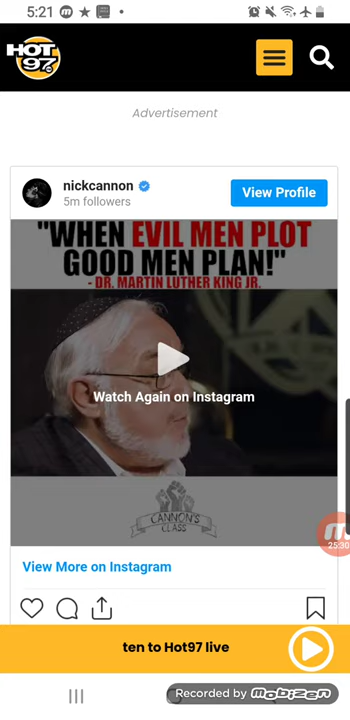 5:21
HOT
97
Advertisement
nickcannon
5m followers
View Profile
"WHEN EVIL MEN PLOT
GOOD MEN PLAN!"
- DR. MARTIN LUTHER KING JR.
Watch Again on Instagram
CANNON'S
CLASS
View More on Instagram
25:30
ten to Hot97 live
Recorded by mobizen